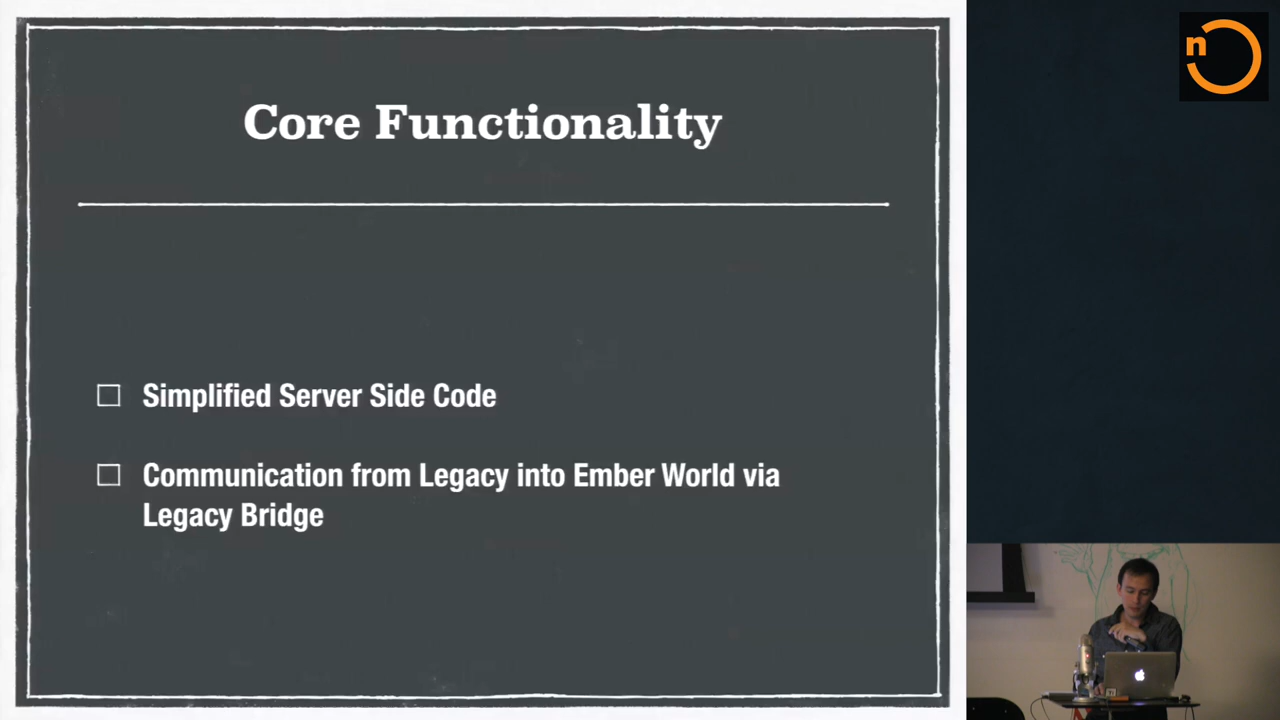 Core Functionality
Simplified Server Side Code
Communication from Legacy into Ember World via
Legacy Bridge
n